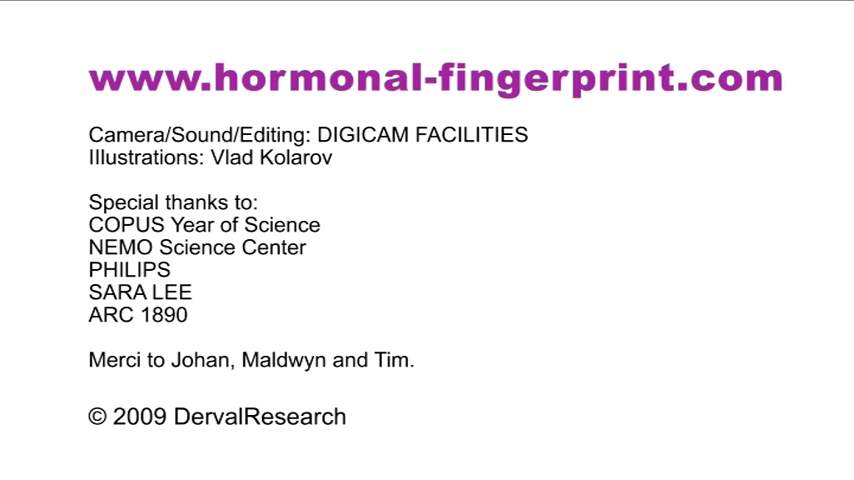 www.hormonal-fingerprint.com
Camera/Sound/Editing: DIGICAM FACILITIES
Illustrations: Vlad Kolarov
Special thanks to:
COPUS Year of Science
NEMO Science Center
PHILIPS
SARA LEE
ARC 1890
Merci to Johan, Maldwyn and Tim.
© 2009 DervalResearch